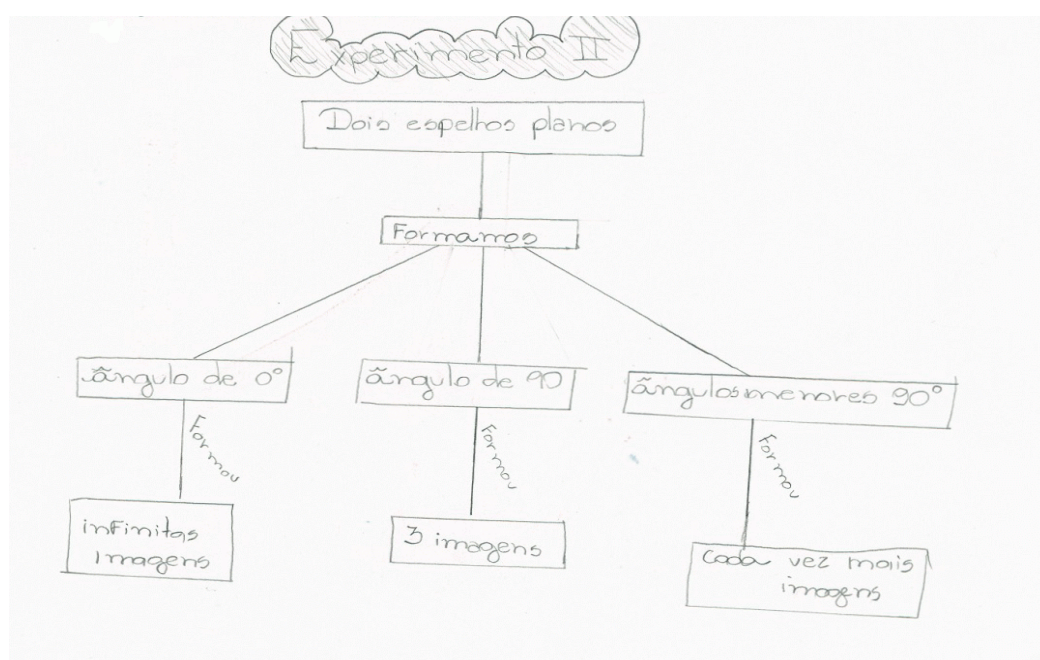 Experimento II
Dois espelhos planos
Formamos
ângulo de 0°
ângulo de 90
ângulos menores 90°
Formou
Formou
Formou
infinitas
imagens
3 imagens
Cada vez mais
imagens